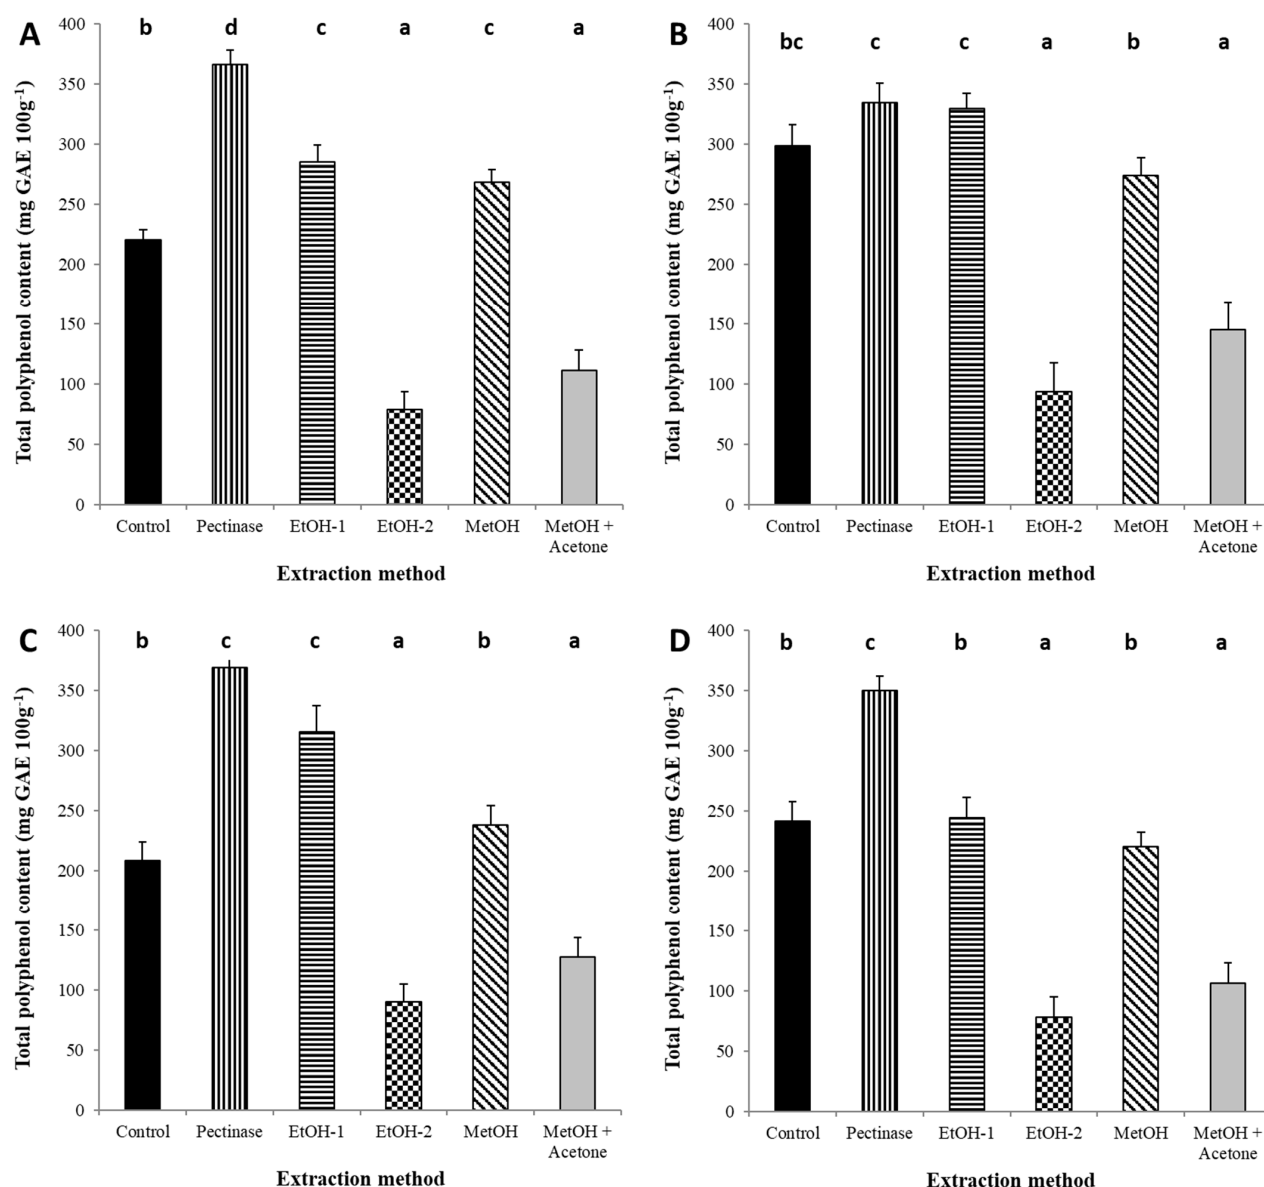 A
b d c a c a
Total polyphenol content (mg GAE 100g-1)
400
350
300
250
200
150
100
50
0
Control Pectinase EtOH-1 EtOH-2 MetOH MetOH +
Acetone
Extraction method
B
bc c c a b a
Total polyphenol content (mg GAE 100g-1)
400
350
300
250
200
150
100
50
0
Control Pectinase EtOH-1 EtOH-2 MetOH MetOH +
Acetone
Extraction method
C
b c c a b a
Total polyphenol content (mg GAE 100g-1)
400
350
300
250
200
150
100
50
0
Control Pectinase EtOH-1 EtOH-2 MetOH MetOH +
Acetone
Extraction method
D
b c b a b a
Total polyphenol content (mg GAE 100g-1)
400
350
300
250
200
150
100
50
0
Control Pectinase EtOH-1 EtOH-2 MetOH MetOH +
Acetone
Extraction method